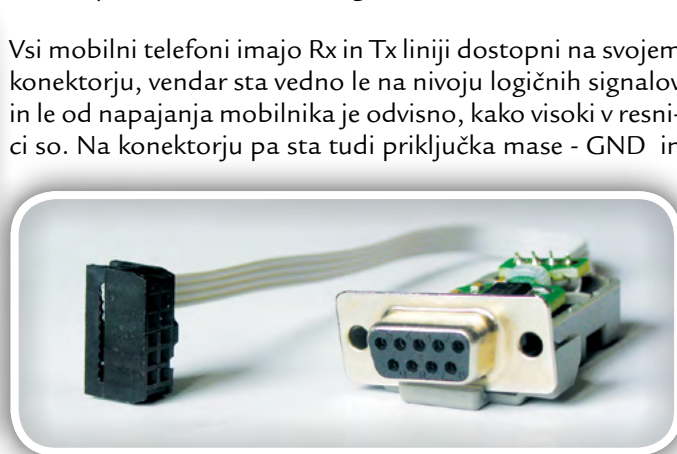 Vsi mobilni telefoni imajo Rx in Tx liniji dostopni na svojem
konektorju, vendar sta vedno le na nivoju logičnih signalov
in le od napajanja mobilnika je odvisno, kako visoki v resni-
ci so. Na konektorju pa sta tudi priključka mase - GND in